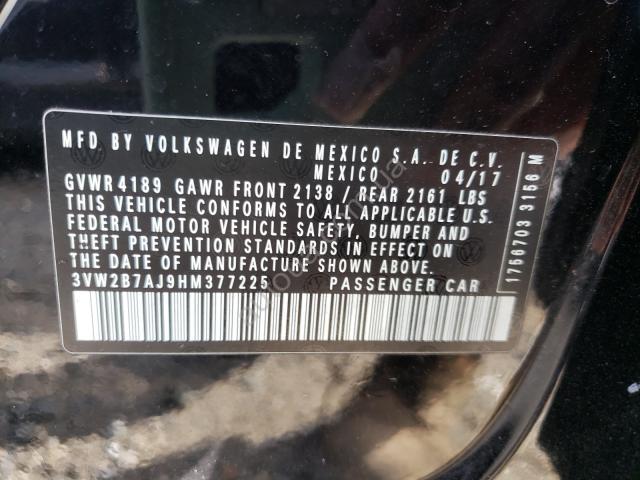 MFD. BY VOLKSWAGEN DE MEXICO S.A. DE C.V.
MEXICO 04/17
GVWR 4189 GAWR FRONT 2138 / REAR 2161 LBS
THIS VEHICLE CONFORMS TO ALL APPLICABLE U.S.
FEDERAL MOTOR VEHICLE SAFETY, BUMPER AND
THEFT PREVENTION STANDARDS IN EFFECT ON
THE DATE OF MANUFACTURE SHOWN ABOVE.
3VW2B7AJ9HM377225 PASSENGER CAR
1766703 3156 M